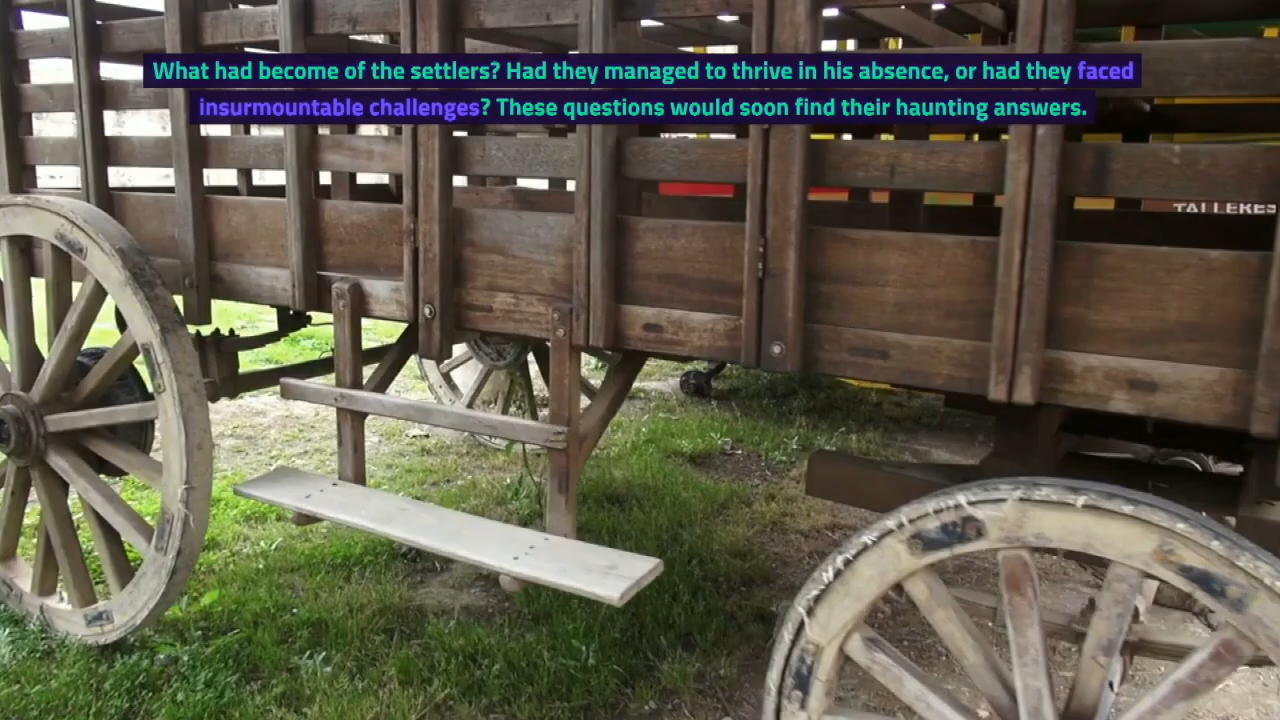 What had become of the settlers? Had they managed to thrive in his absence, or had they faced
insurmountable challenges? These questions would soon find their haunting answers.
TALLERES